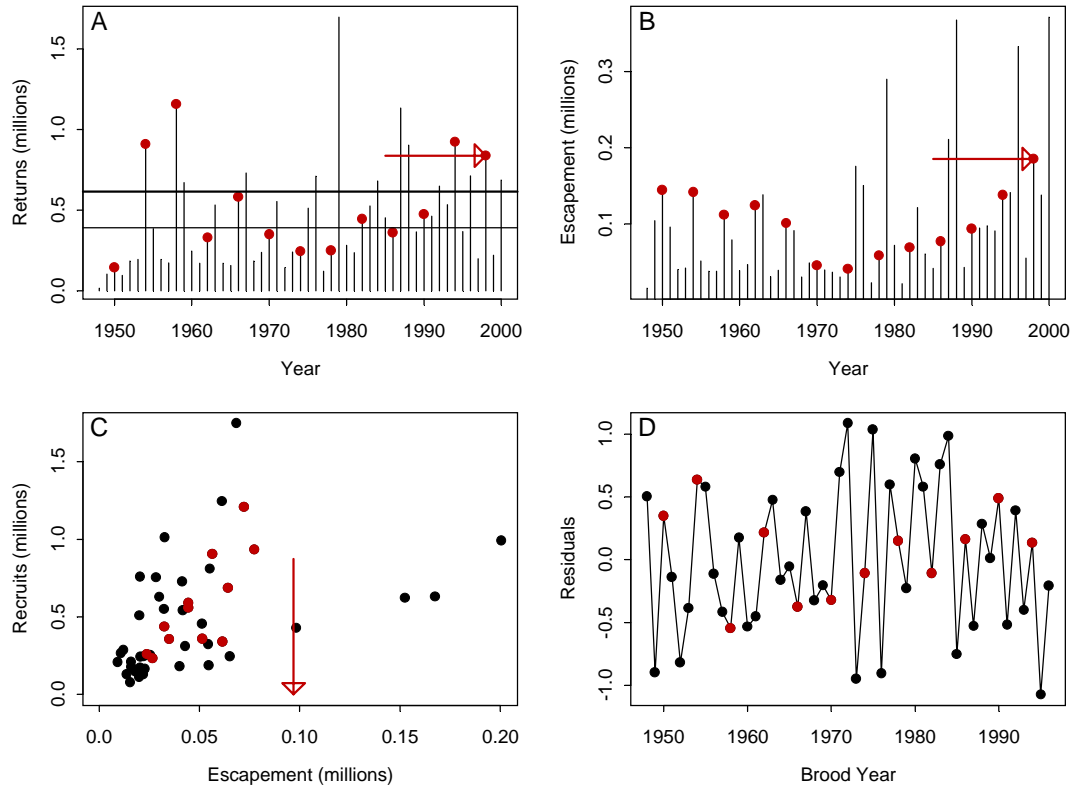 A
Returns (millions)
0.0 0.5 1.0 1.5
1950 1960 1970 1980 1990 2000
Year
B
Escapement (millions)
0.1 0.2 0.3
1950 1960 1970 1980 1990 2000
Year
C
Recruits (millions)
0.0 0.5 1.0 1.5
0.0 0.05 0.10 0.15 0.20
Escapement (millions)
D
Residuals
-1.0 -0.5 0.0 0.5 1.0
1950 1960 1970 1980 1990
Brood Year